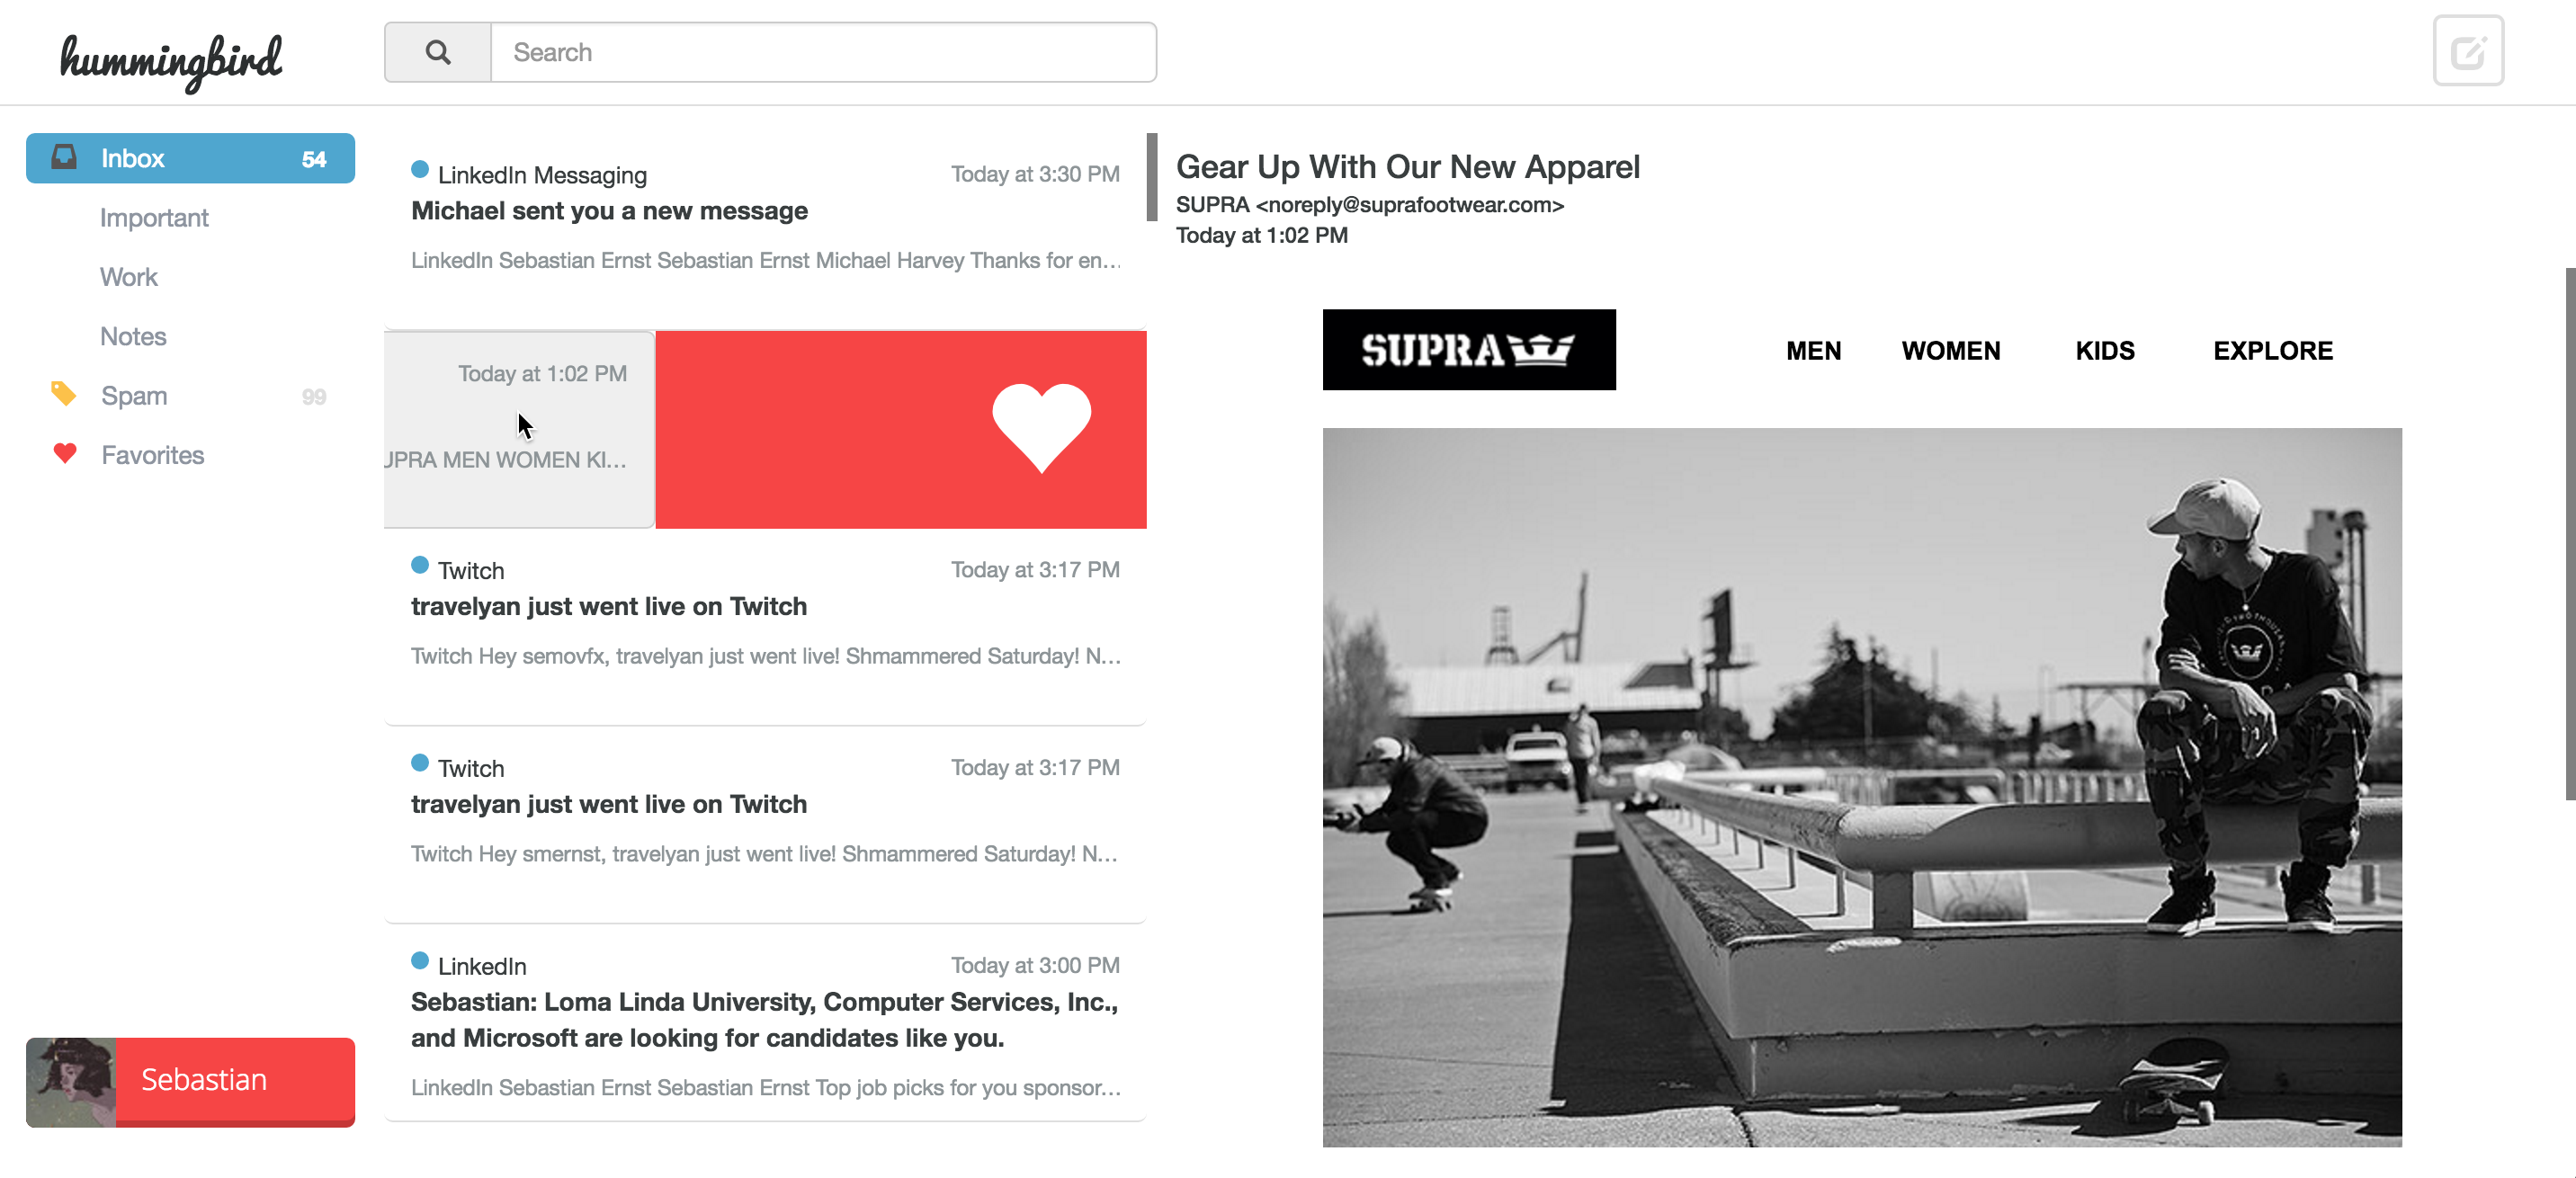 hummingbird
Search
Inbox 54
Important
Work
Notes
Spam 99
Favorites
Sebastian
LinkedIn Messaging Today at 3:30 PM
Michael sent you a new message
LinkedIn Sebastian Ernst Sebastian Ernst Michael Harvey Thanks for en...
Today at 1:02 PM
UPRA MEN WOMEN KI...
Twitch Today at 3:17 PM
travelyan just went live on Twitch
Twitch Hey semovfx, travelyan just went live! Shmammered Saturday! N...
Twitch Today at 3:17 PM
travelyan just went live on Twitch
Twitch Hey smernst, travelyan just went live! Shmammered Saturday! N...
LinkedIn Today at 3:00 PM
Sebastian: Loma Linda University, Computer Services, Inc.,
and Microsoft are looking for candidates like you.
LinkedIn Sebastian Ernst Sebastian Ernst Top job picks for you sponsor...
Gear Up With Our New Apparel
SUPRA <noreply@suprafootwear.com>
Today at 1:02 PM
SUPRA MEN WOMEN KIDS EXPLORE